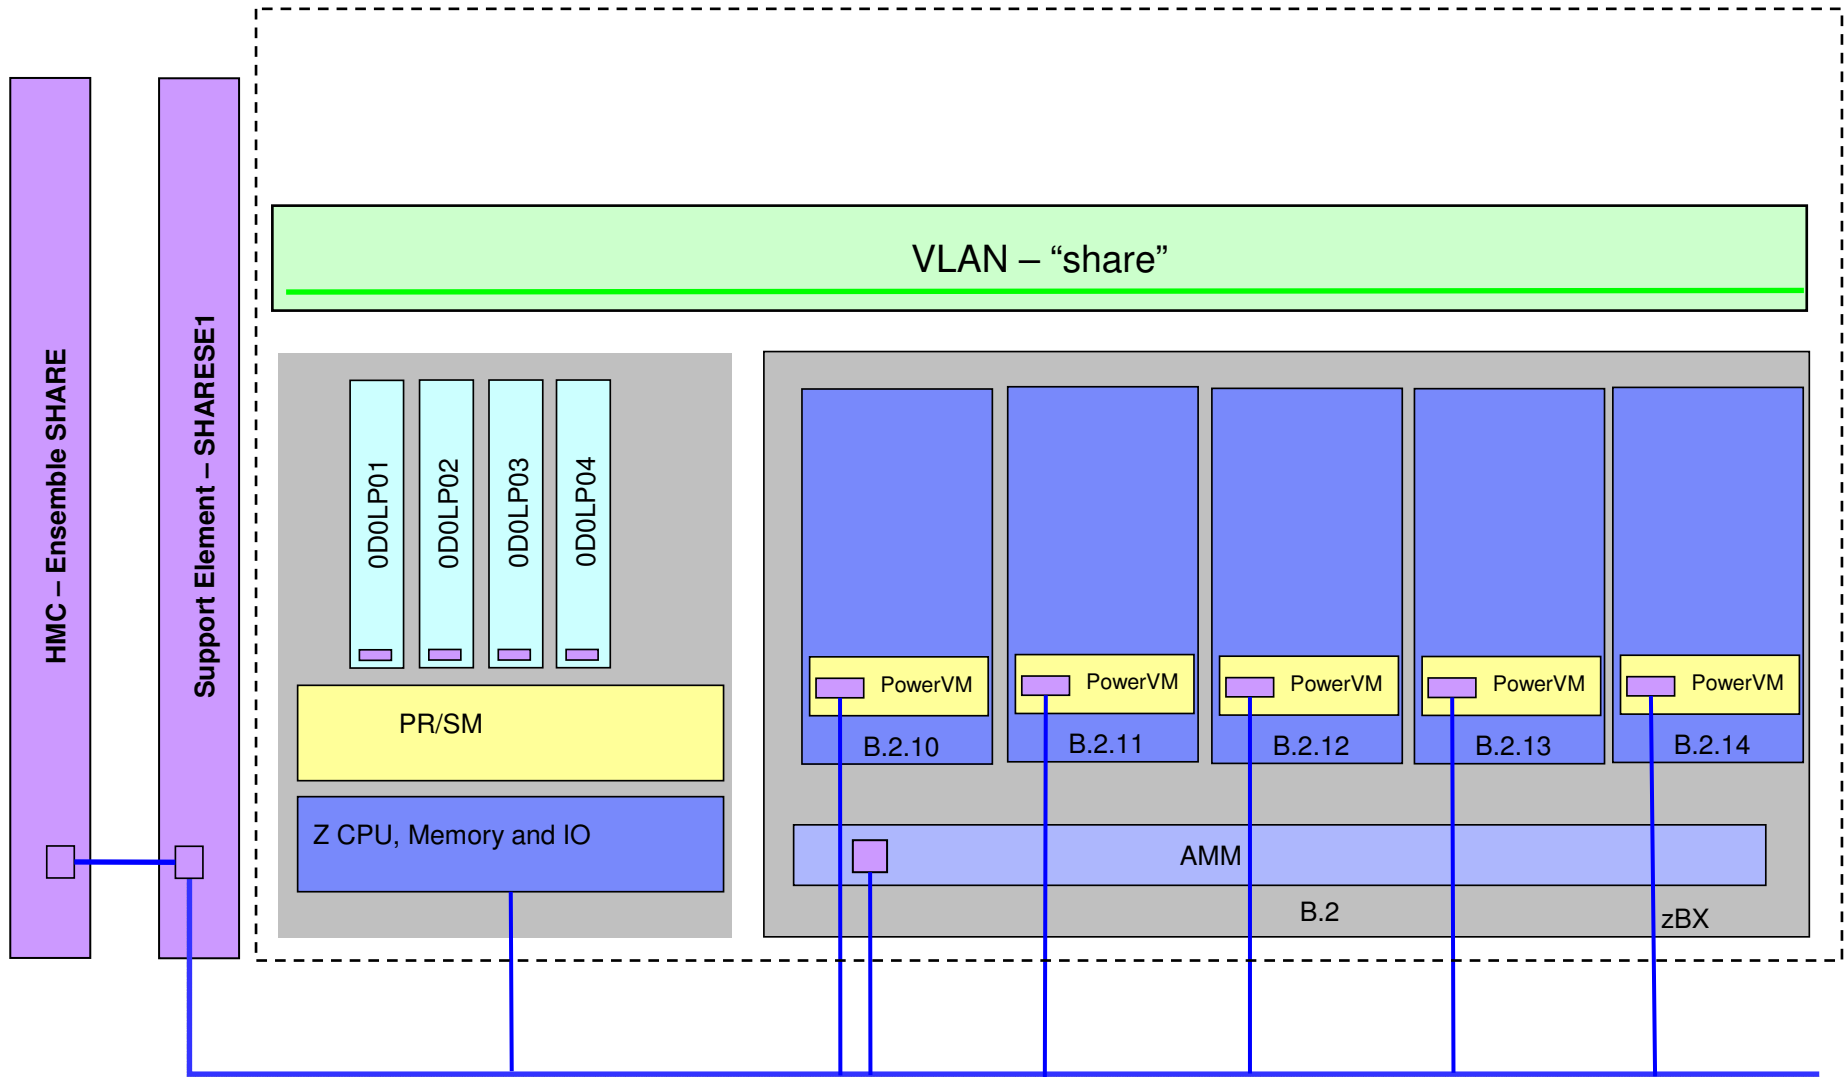 VLAN – “share”
HMC – Ensemble SHARE
Support Element – SHARESE1
0D0LP01
0D0LP02
0D0LP03
0D0LP04
PR/SM
Z CPU, Memory and IO
PowerVM
PowerVM
PowerVM
PowerVM
PowerVM
B.2.10
B.2.11
B.2.12
B.2.13
B.2.14
AMM
B.2
zBX